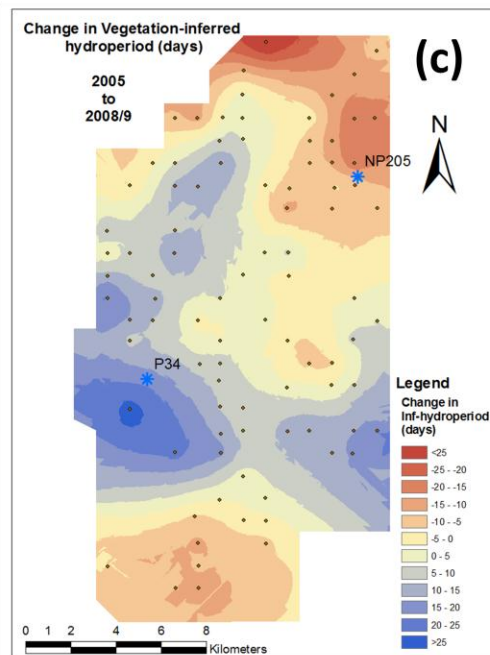 Change in Vegetation-inferred
hydroperiod (days)
2005
to
2008/9
(c)
N
NP205
P34
Legend
Change in
Inf-hydroperiod
(days)
<25
-25 - -20
-20 - -15
-15 - -10
-10 - -5
-5 - 0
0 - 5
5 - 10
10 - 15
15 - 20
20 - 25
>25
0 1 2 4 6 8
Kilometers